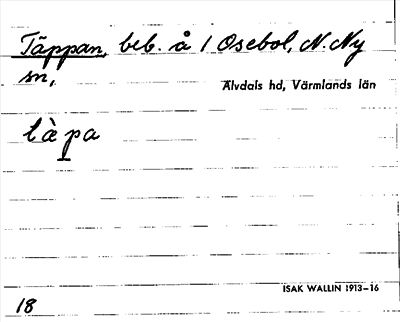 Täppan, beb. å 1 Osebol, N. Ny
sn,
Älvdals hd, Värmlands län
tàpa
ISAK WALLIN 1913–16
18